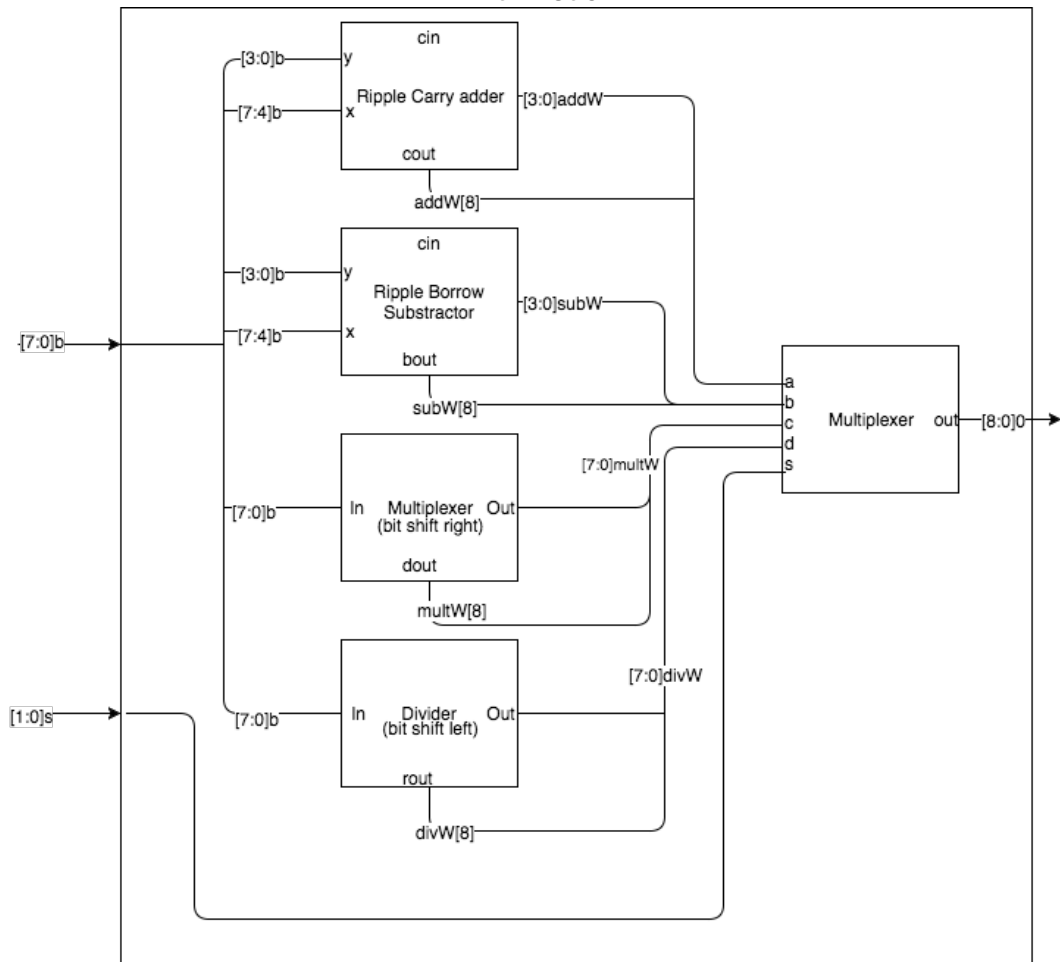 cin
[3:0]b
y
Ripple Carry adder
[3:0]addW
[7:4]b
x
cout
addW[8]
cin
[3:0]b
y
Ripple Borrow
Substractor
[3:0]subW
[7:4]b
x
[7:0]b
bout
subW[8]
a
b
c
d
s
Multiplexer
out
[8:0]0
[7:0]multW
[7:0]b
In
Multiplexer
(bit shift right)
Out
dout
multW[8]
[7:0]divW
[1:0]s
[7:0]b
In
Divider
(bit shift left)
Out
rout
divW[8]